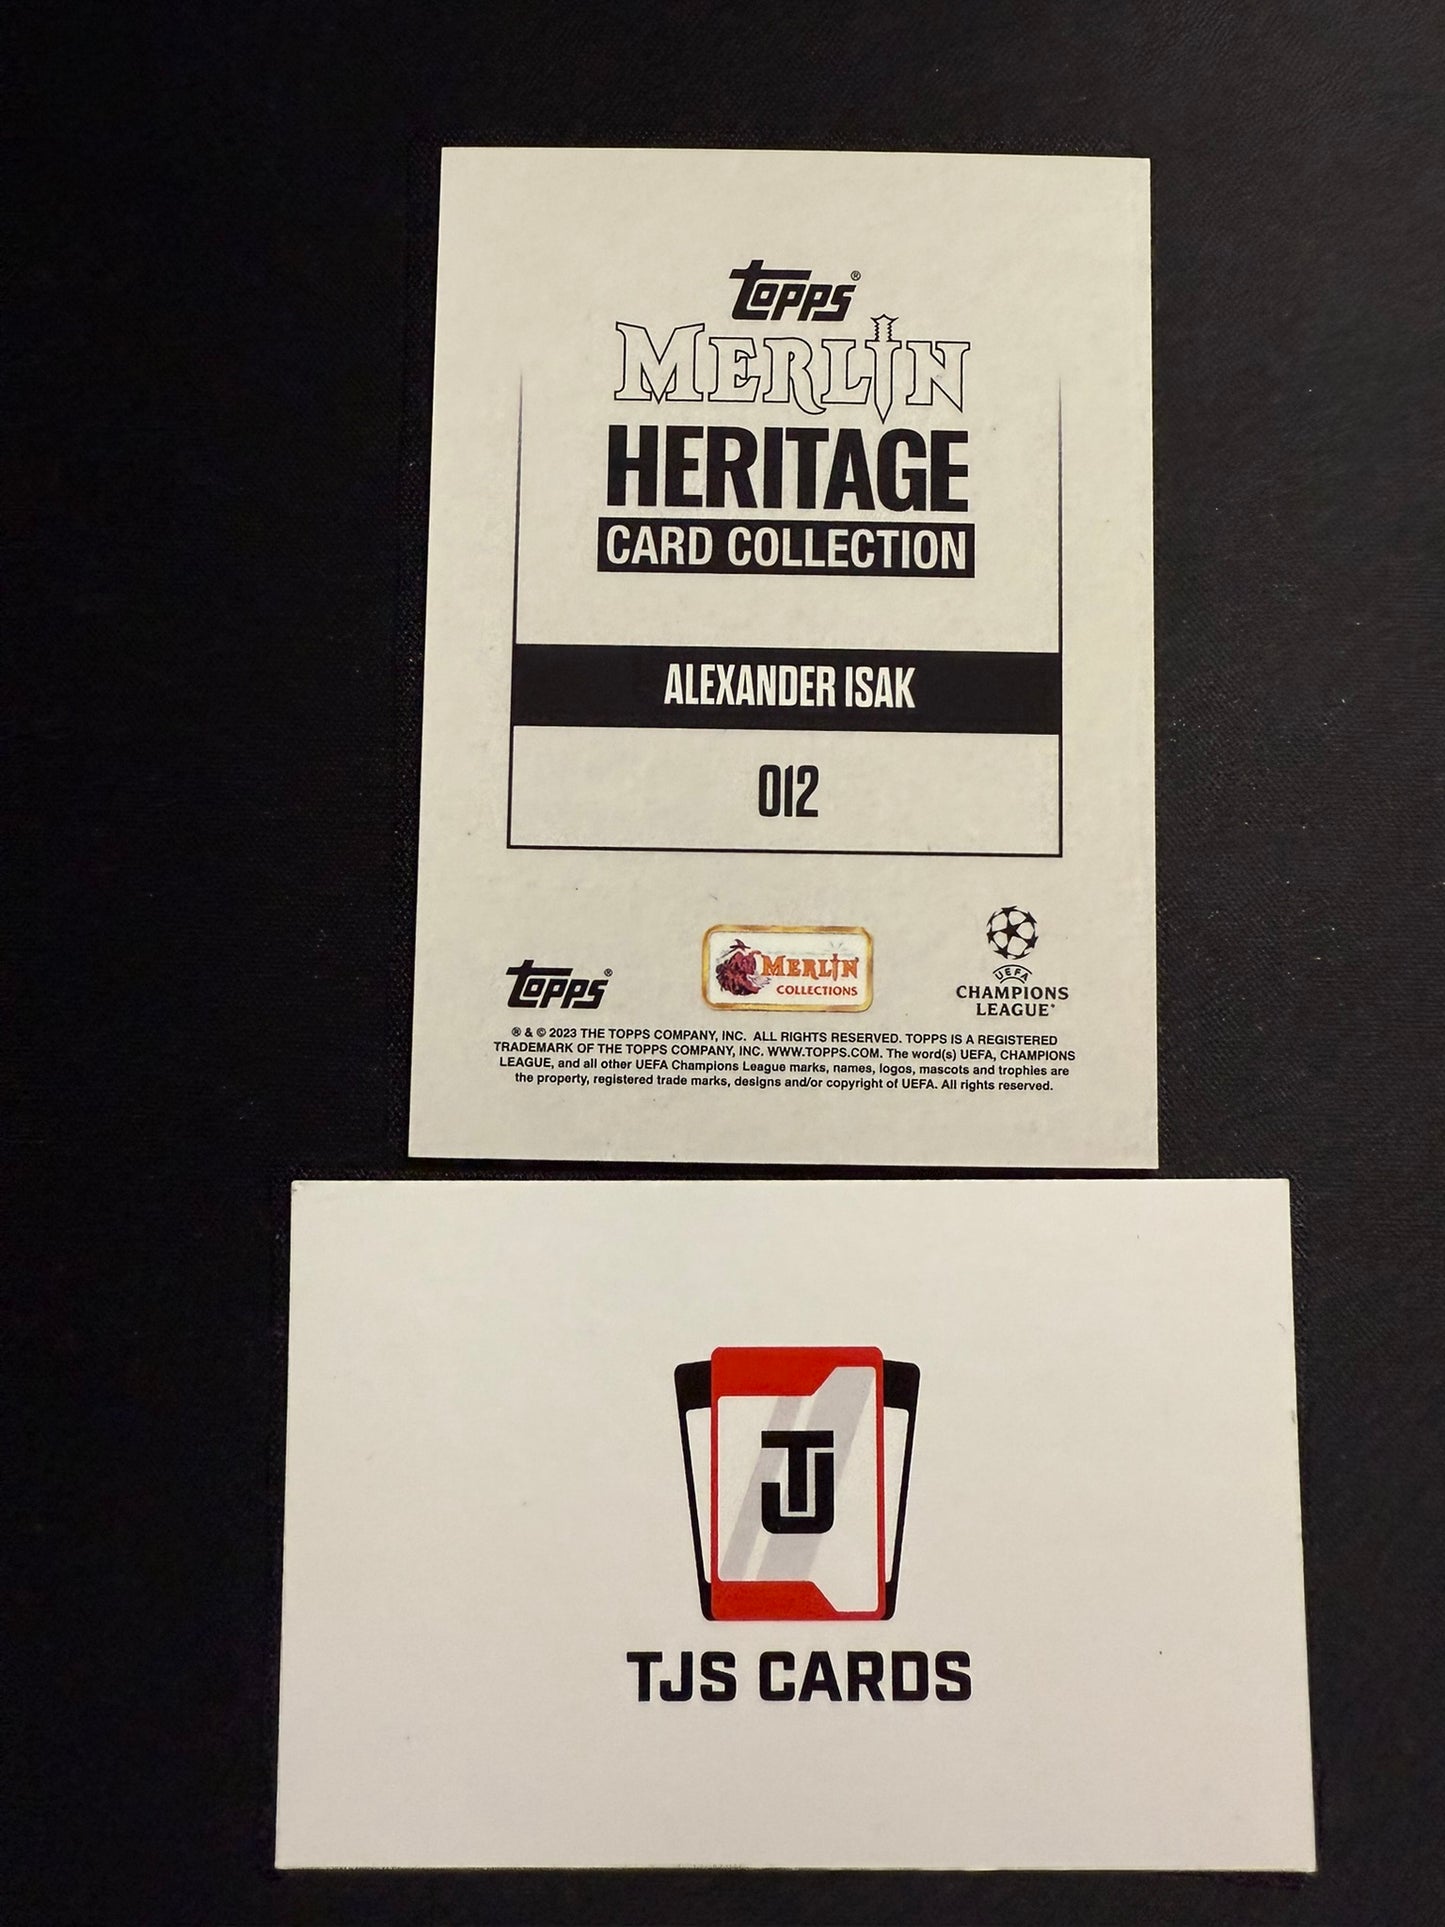 topps®
MERLIN
HERITAGE
CARD COLLECTION
ALEXANDER ISAK
012
topps®
MERLIN
COLLECTIONS
UEFA
CHAMPIONS
LEAGUE®
® & © 2023 THE TOPPS COMPANY, INC. ALL RIGHTS RESERVED. TOPPS IS A REGISTERED
TRADEMARK OF THE TOPPS COMPANY, INC. WWW.TOPPS.COM. The word(s) UEFA, CHAMPIONS
LEAGUE, and all other UEFA Champions League marks, names, logos, mascots and trophies are
the property, registered trade marks, designs and/or copyright of UEFA. All rights reserved.
TJ
TJS CARDS